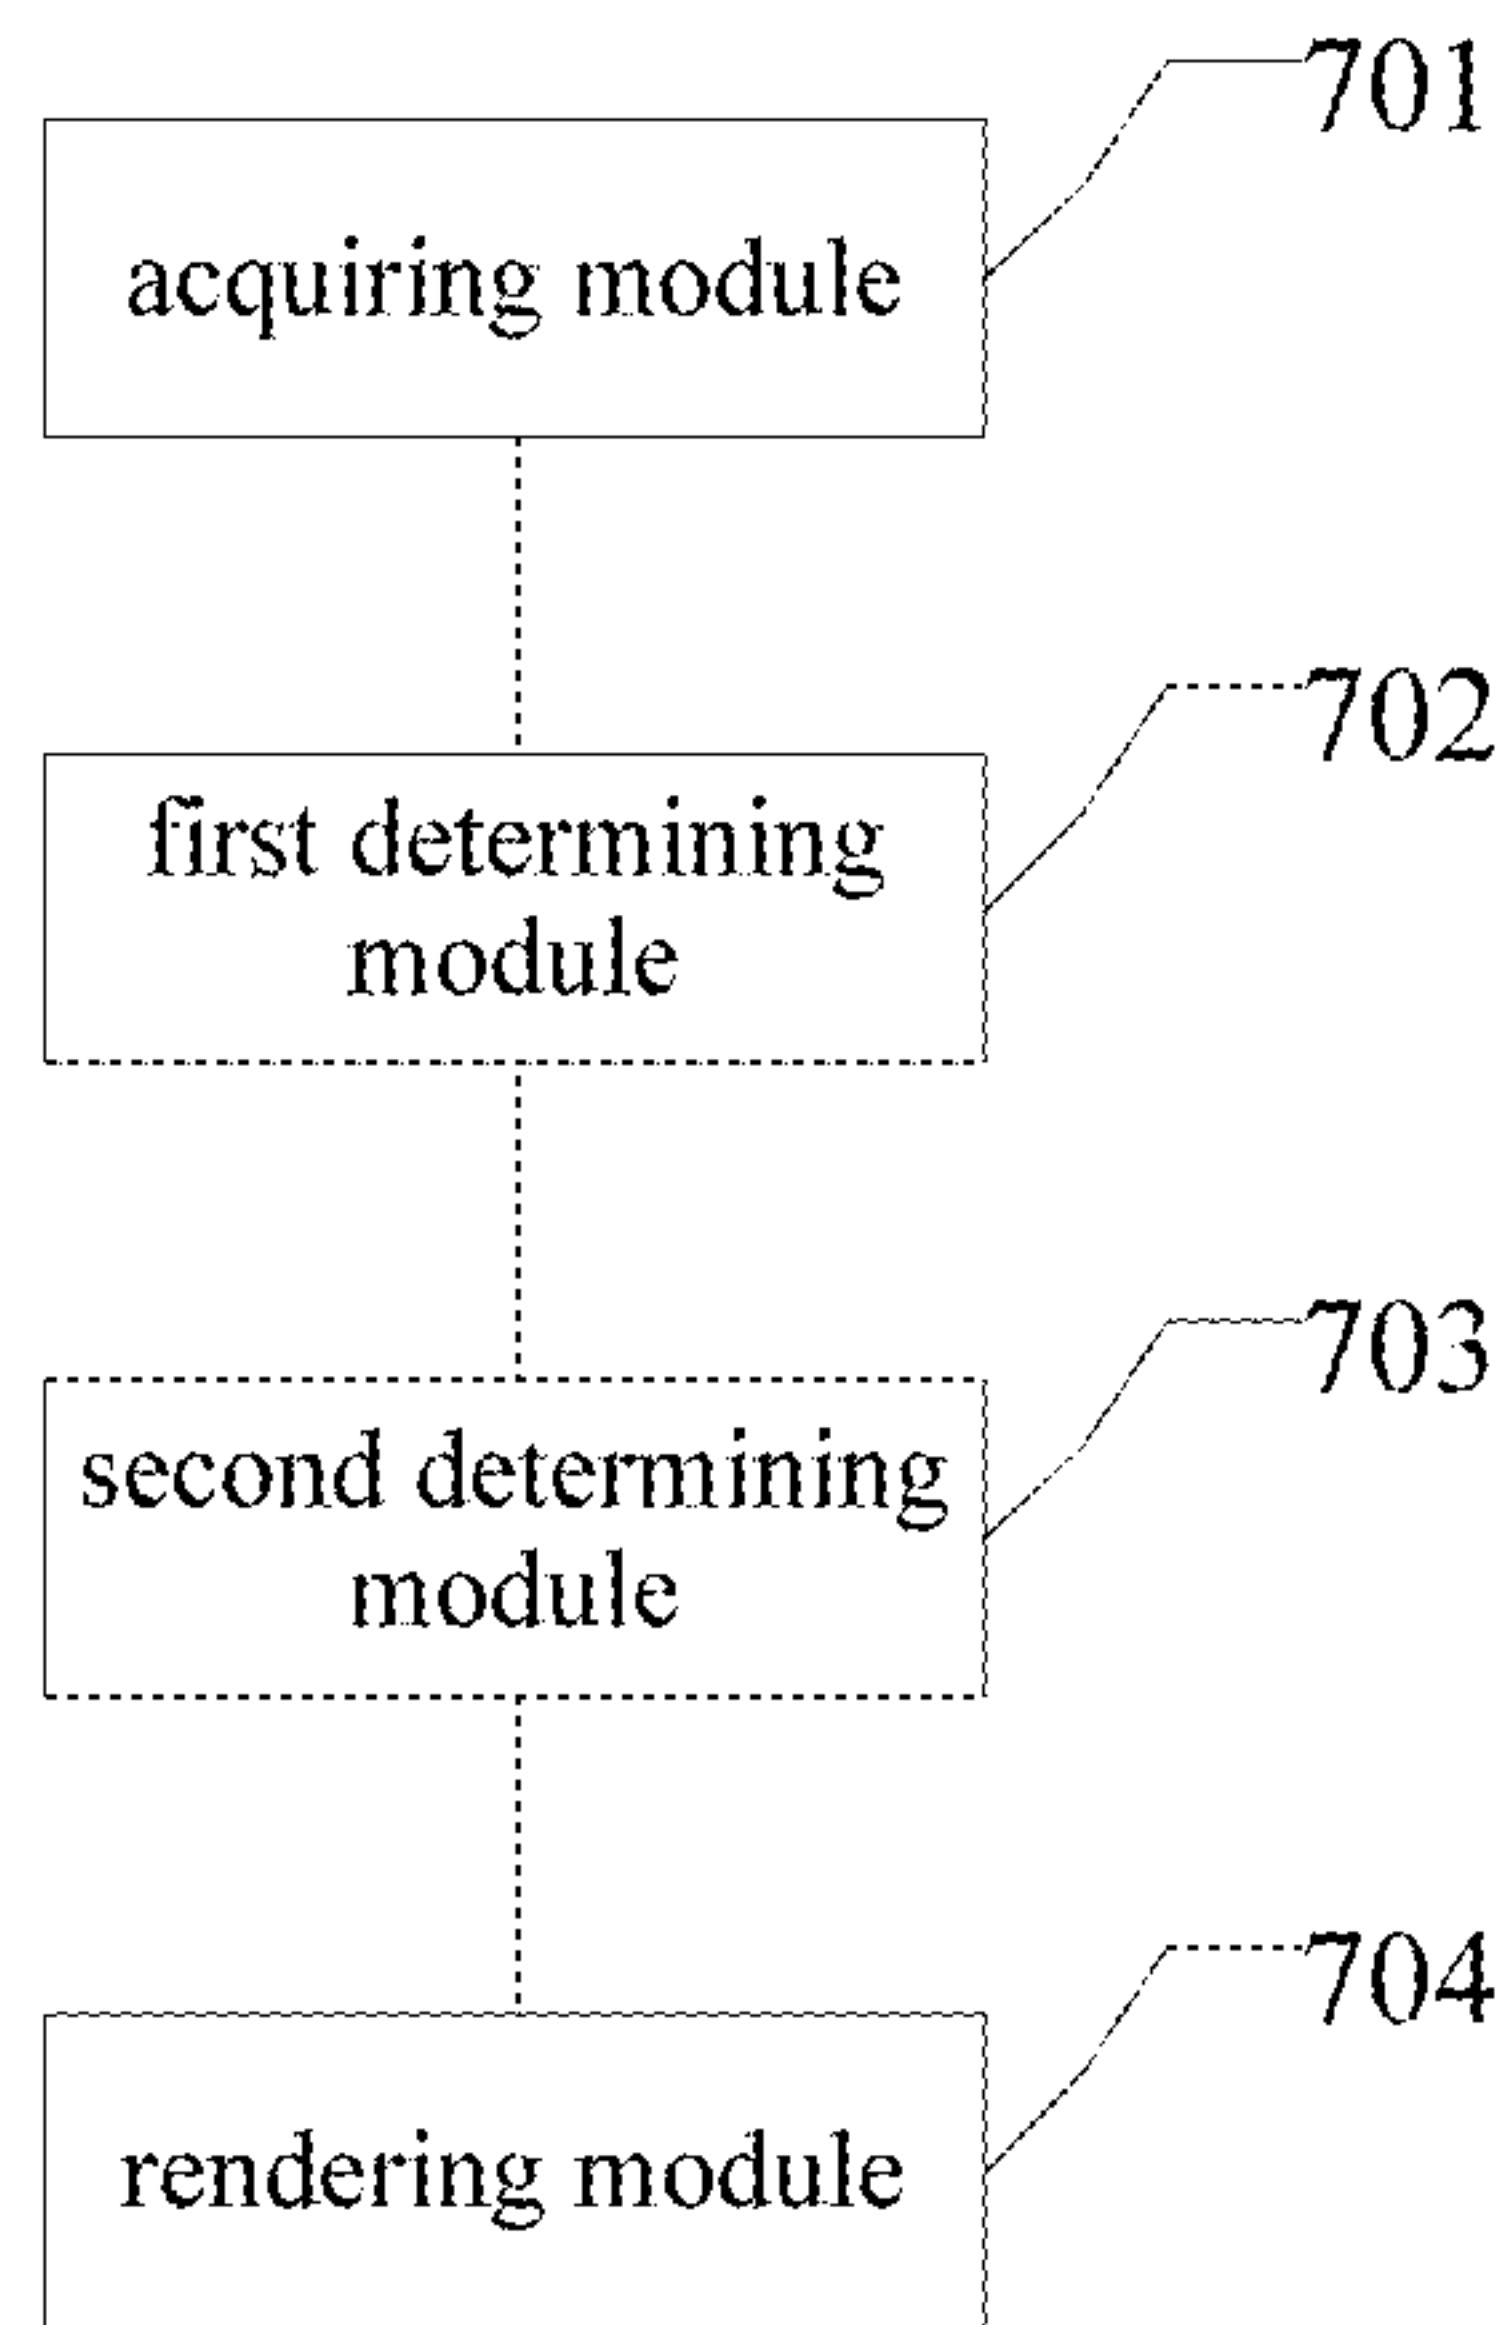 701
acquiring module
702
first determining
module
703
second determining
module
704
rendering module